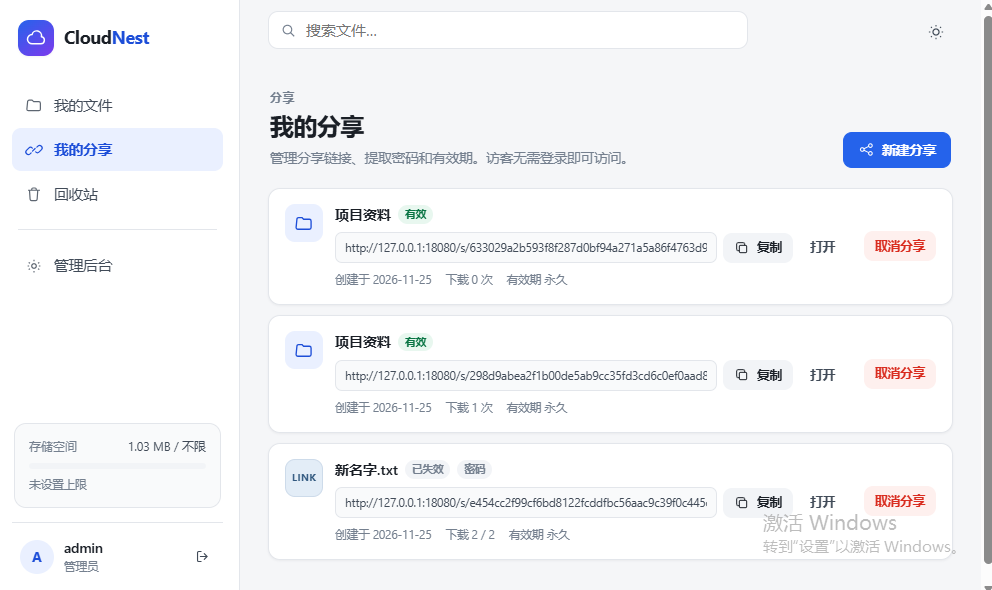 CloudNest
搜索文件...
我的文件
我的分享
回收站
管理后台
存储空间 1.03 MB / 不限
未设置上限
A
admin
管理员
分享
我的分享
管理分享链接、提取密码和有效期。访客无需登录即可访问。
新建分享
项目资料 有效
http://127.0.0.1:18080/s/633029a2b593f8f287d0bf94a271a5a86f4763d9 复制 打开 取消分享
创建于 2026-11-25 下载 0 次 有效期 永久
项目资料 有效
http://127.0.0.1:18080/s/298d9abea2f1b00de5ab9cc35fd3cd6c0ef0aad8 复制 打开 取消分享
创建于 2026-11-25 下载 1 次 有效期 永久
LINK
新名字.txt 已失效 密码
http://127.0.0.1:18080/s/e454cc2f99cf6bd8122fcddfbc56aac9c39f0c445 复制 打开 取消分享
创建于 2026-11-25 下载 2 / 2 有效期 永久
激活 Windows
转到"设置"以激活 Windows。